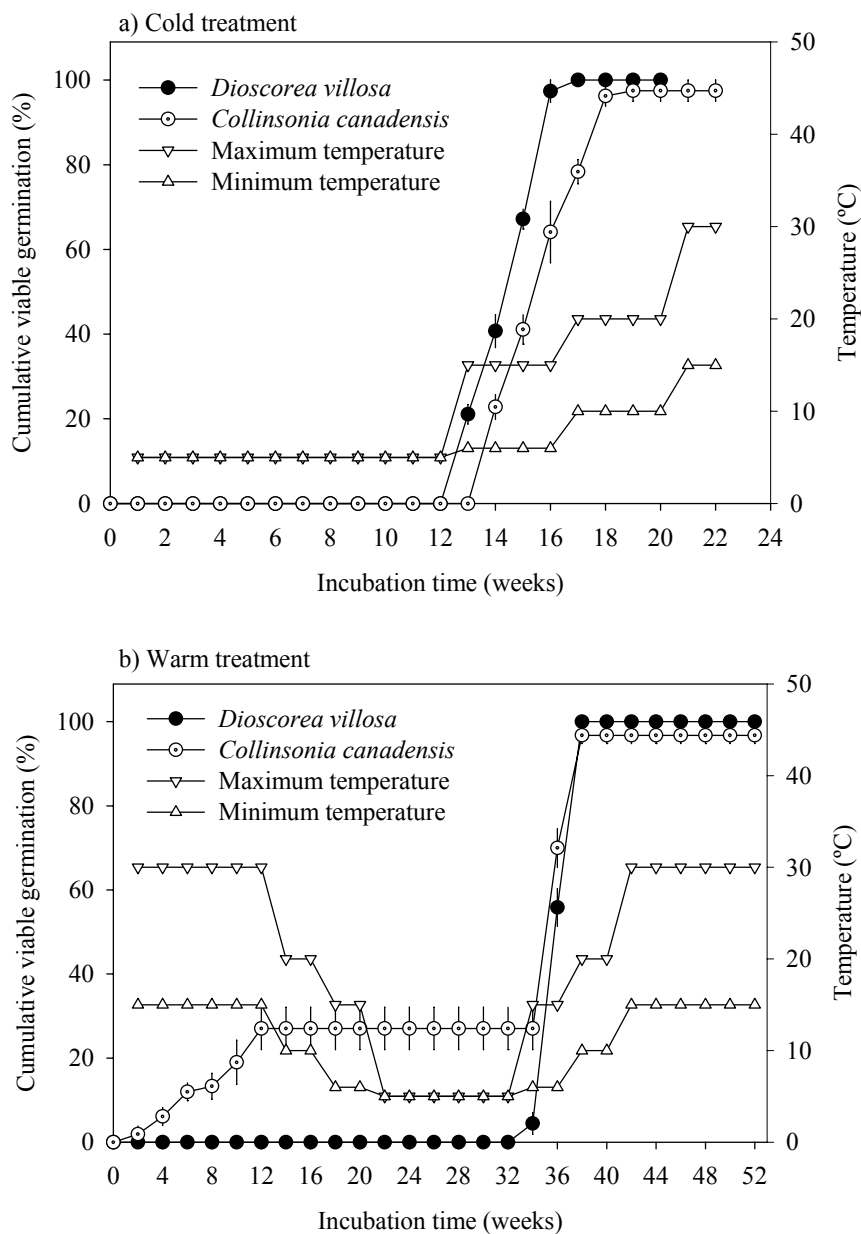 a) Cold treatment
Cumulative viable germination (%)
100
80
60
40
20
0
Dioscorea villosa
Collinsonia canadensis
Maximum temperature
Minimum temperature
50
40
30
20
10
0
Temperature (ºC)
0 2 4 6 8 10 12 14 16 18 20 22 24
Incubation time (weeks)
b) Warm treatment
Cumulative viable germination (%)
100
80
60
40
20
0
Dioscorea villosa
Collinsonia canadensis
Maximum temperature
Minimum temperature
50
40
30
20
10
0
Temperature (ºC)
0 4 8 12 16 20 24 28 32 36 40 44 48 52
Incubation time (weeks)